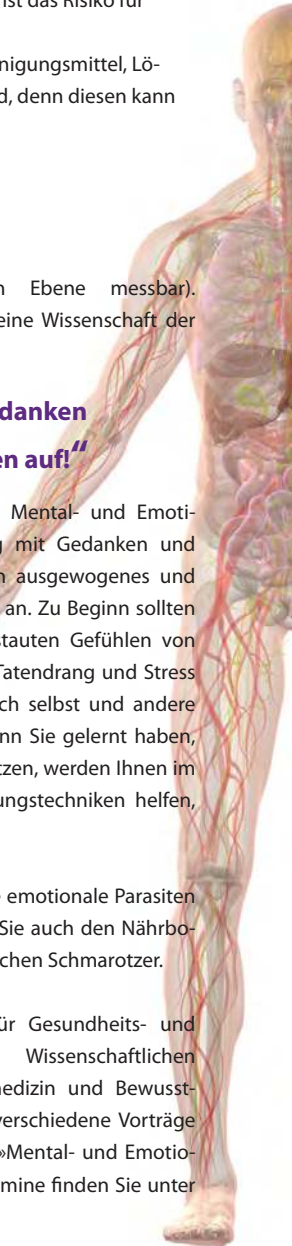 nst das Risiko für
nigungsmittel, Lö-
d, denn diesen kann
n Ebene messbar).
eine Wissenschaft der
danken
en auf!“
Mental- und Emoti-
g mit Gedanken und
n ausgewogenes und
an. Zu Beginn sollten
stauten Gefühlen von
Tatendrang und Stress
ch selbst und andere
nn Sie gelernt haben,
tzen, werden Ihnen im
ungstechniken helfen,
emotionale Parasiten
Sie auch den Nährbo-
chen Schmarotzer.
ür Gesundheits- und
Wissenschaftlichen
nedizin und Bewusst-
verschiedene Vorträge
»Mental- und Emotio-
mine finden Sie unter